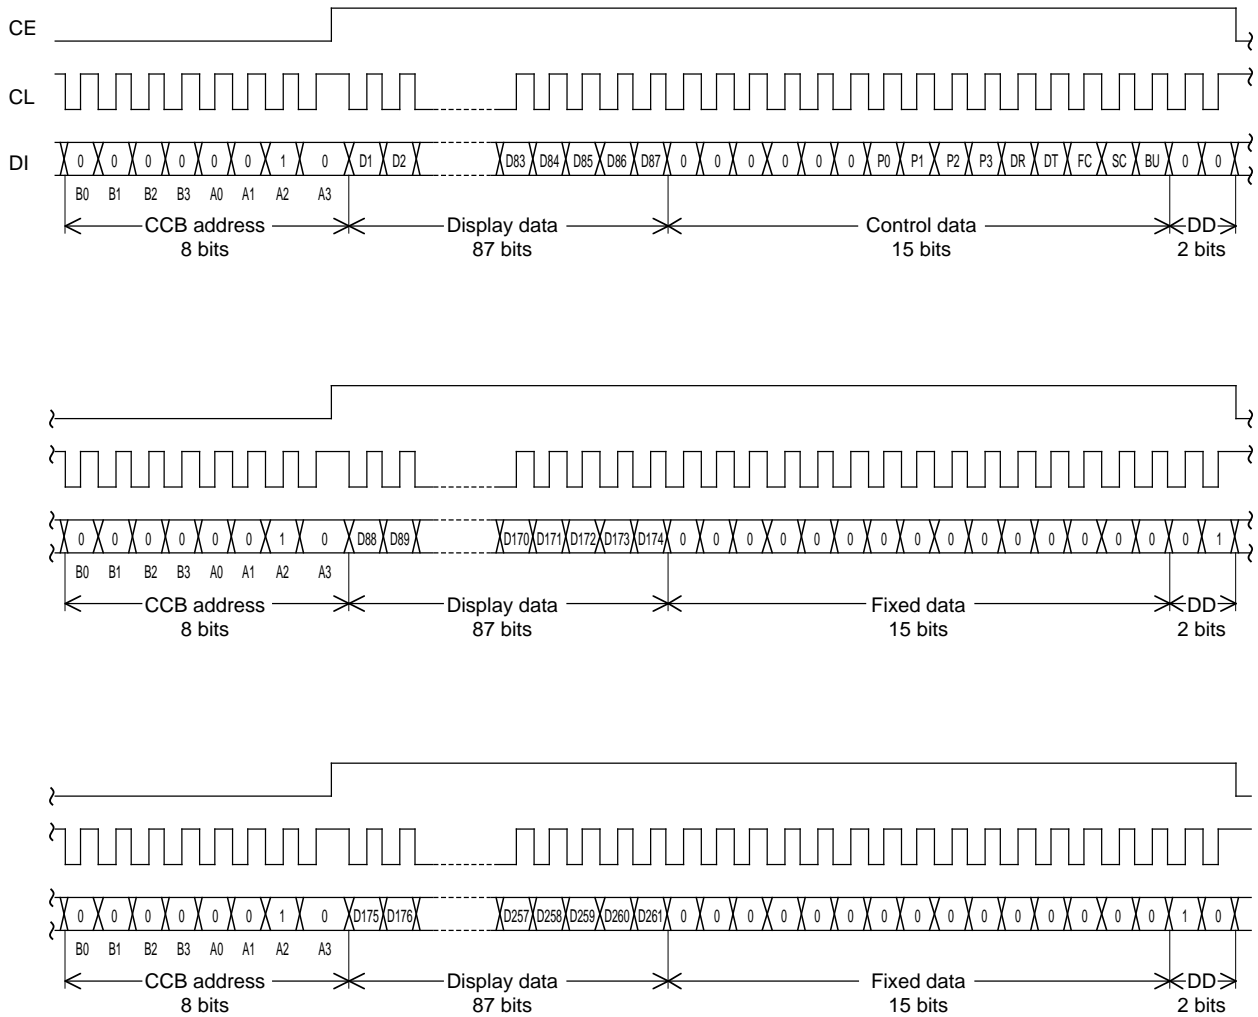 CE
CL
DI 0 0 0 0 0 0 1 0 D1 D2 D83 D84 D85 D86 D87 0 0 0 0 0 0 P0 P1 P2 P3 DR DT FC SC BU 0 0
B0 B1 B2 B3 A0 A1 A2 A3
CCB address Display data Control data DD
8 bits 87 bits 15 bits 2 bits
0 0 0 0 0 0 1 0 D88 D89 D170 D171 D172 D173 D174 0 0 0 0 0 0 0 0 0 0 0 0 0 0 0 0 1
B0 B1 B2 B3 A0 A1 A2 A3
CCB address Display data Fixed data DD
8 bits 87 bits 15 bits 2 bits
0 0 0 0 0 0 1 0 D175 D176 D257 D258 D259 D260 D261 0 0 0 0 0 0 0 0 0 0 0 0 0 0 0 1 0
B0 B1 B2 B3 A0 A1 A2 A3
CCB address Display data Fixed data DD
8 bits 87 bits 15 bits 2 bits